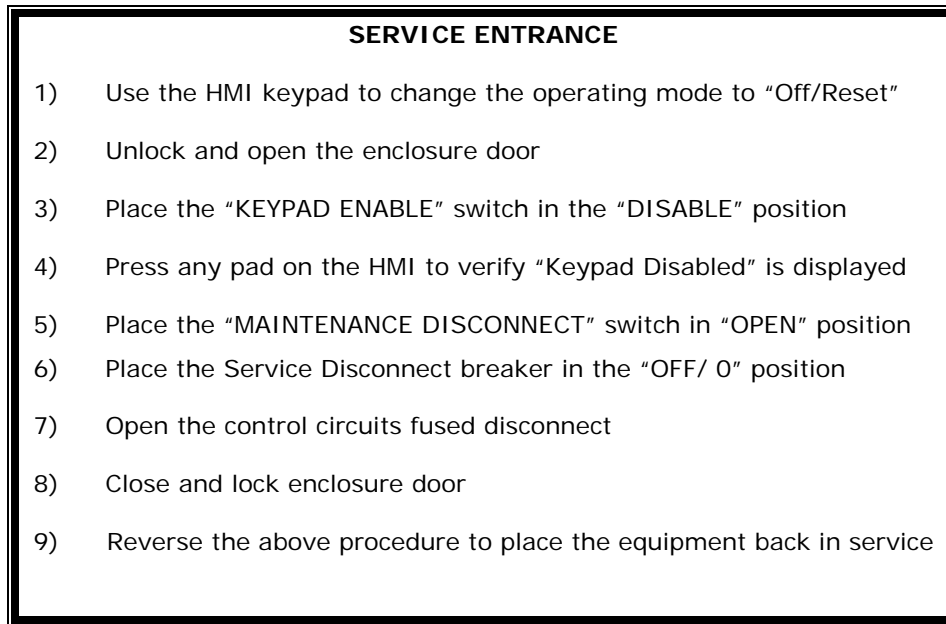 SERVICE ENTRANCE
1) Use the HMI keypad to change the operating mode to “Off/Reset”
2) Unlock and open the enclosure door
3) Place the “KEYPAD ENABLE” switch in the “DISABLE” position
4) Press any pad on the HMI to verify “Keypad Disabled” is displayed
5) Place the “MAINTENANCE DISCONNECT” switch in “OPEN” position
6) Place the Service Disconnect breaker in the “OFF/ 0” position
7) Open the control circuits fused disconnect
8) Close and lock enclosure door
9) Reverse the above procedure to place the equipment back in service